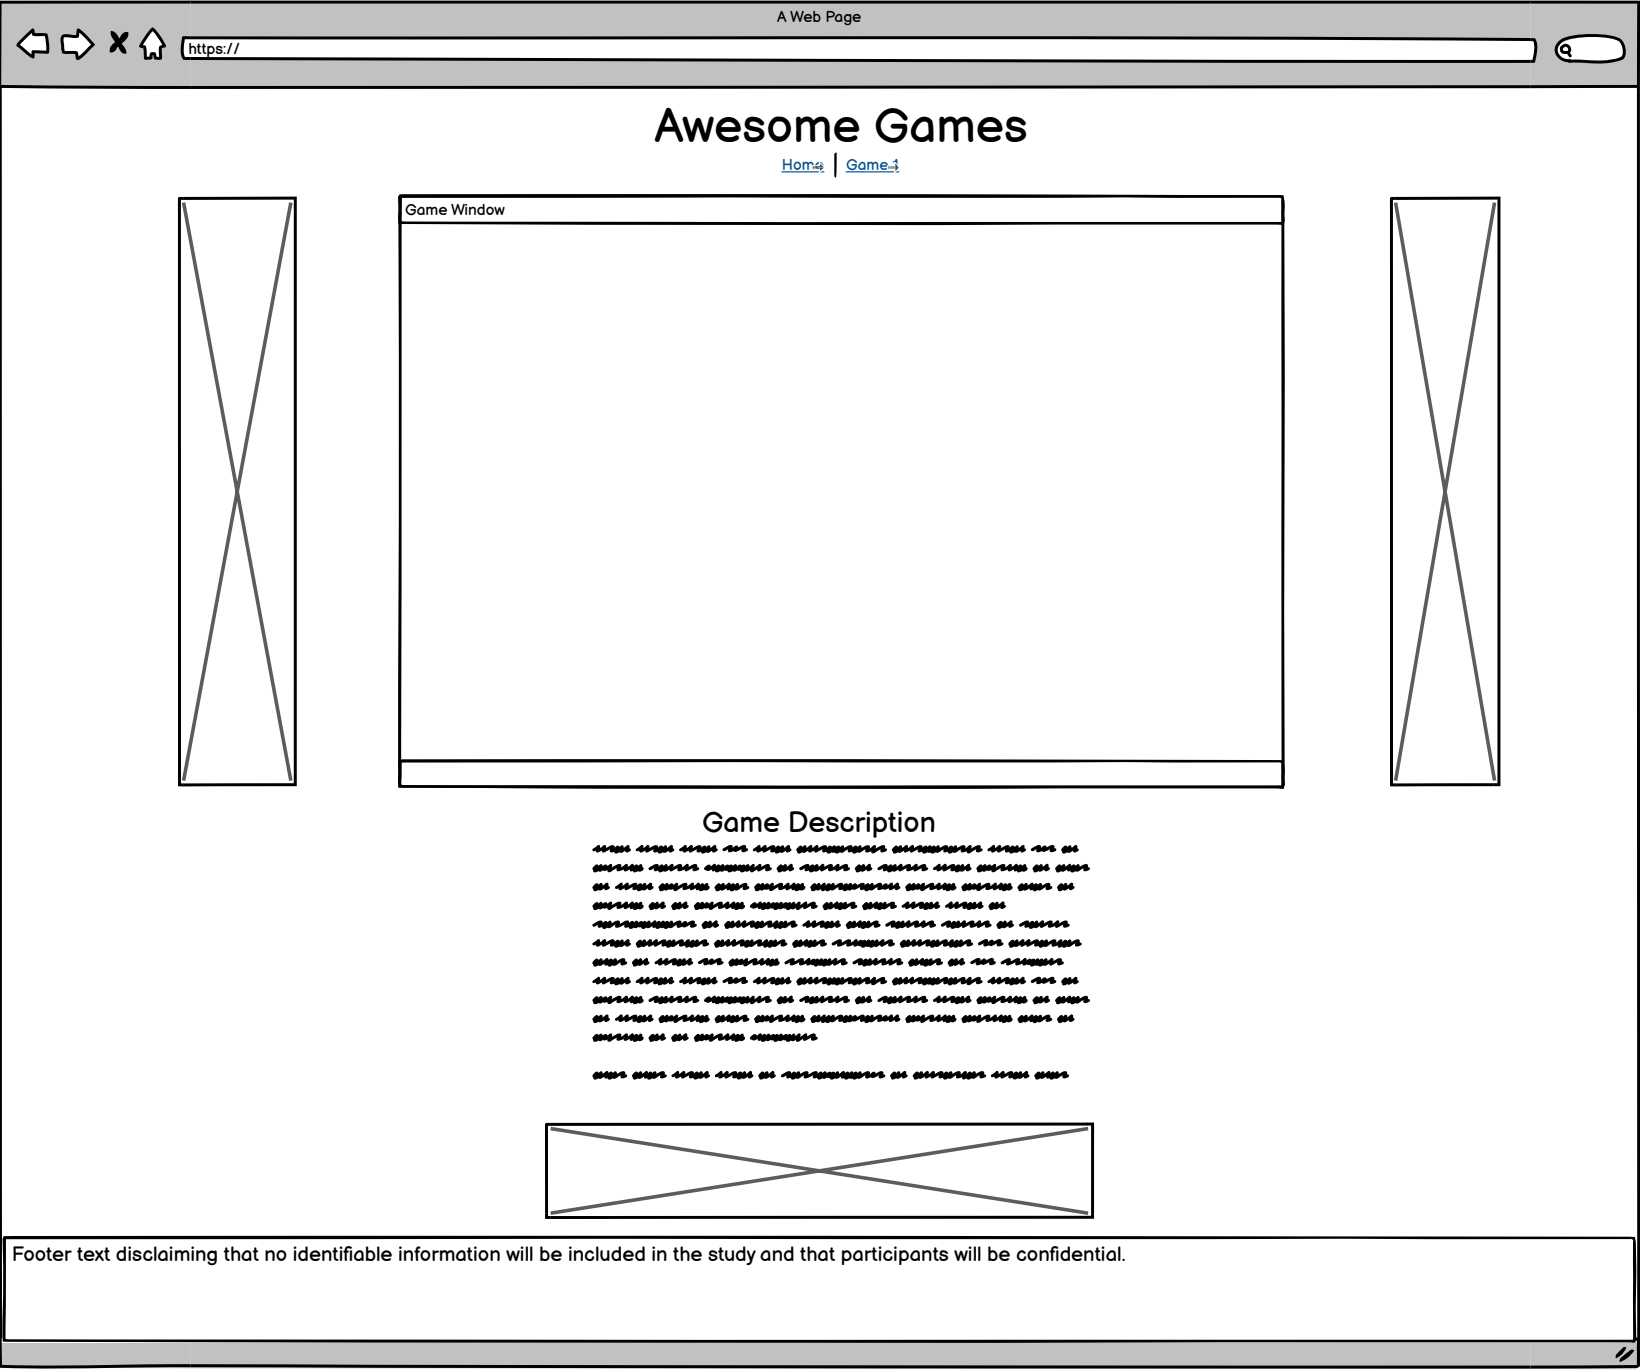 A Web Page
https://
Awesome Games
Home | Game 1
Game Window
Game Description
Footer text disclaiming that no identifiable information will be included in the study and that participants will be confidential.